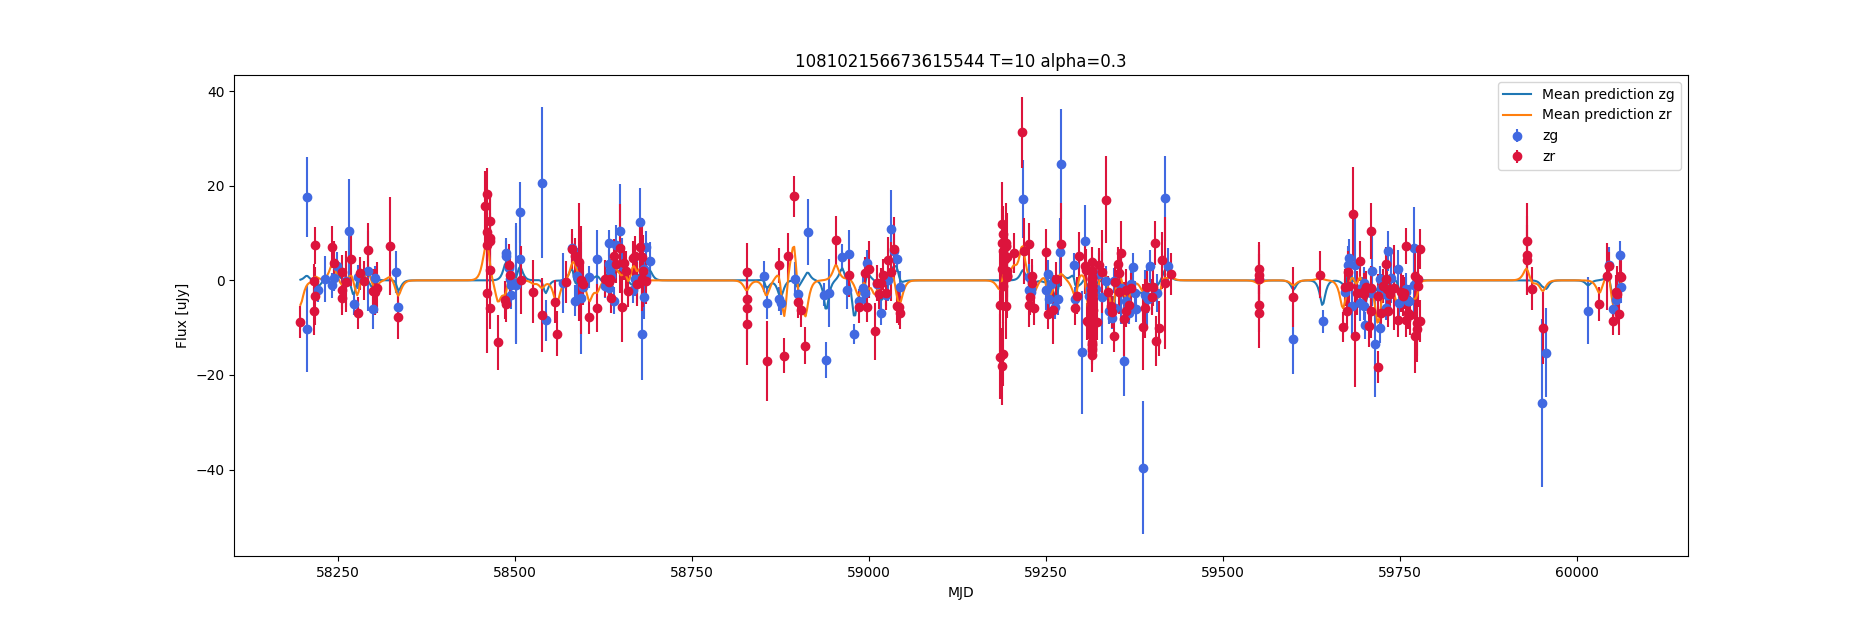 108102156673615544 T=10 alpha=0.3
Mean prediction zg
Mean prediction zr
zg
zr
40
20
0
−20
−40
Flux [uJy]
58250 58500 58750 59000 59250 59500 59750 60000
MJD